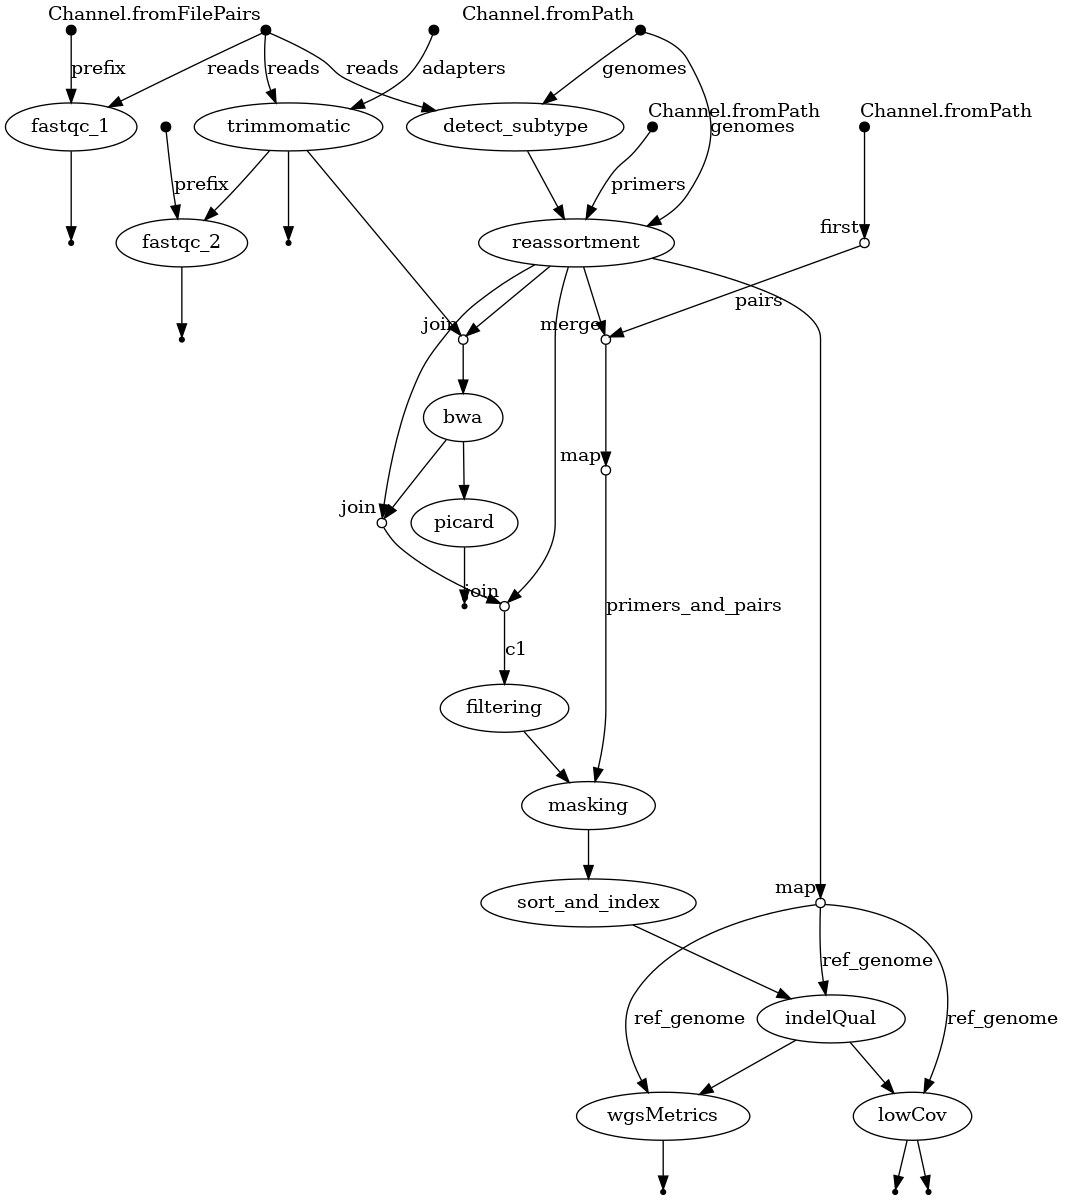 Channel.fromFilePairs
Channel.fromPath
prefix
reads
reads
reads
adapters
genomes
fastqc_1
trimmomatic
detect_subtype
Channel.fromPath
Channel.fromPath
genomes
prefix
primers
fastqc_2
reassortment
first
pairs
join
merge
bwa
map
join
picard
join
primers_and_pairs
c1
filtering
masking
map
sort_and_index
ref_genome
ref_genome
indelQual
ref_genome
wgsMetrics
lowCov